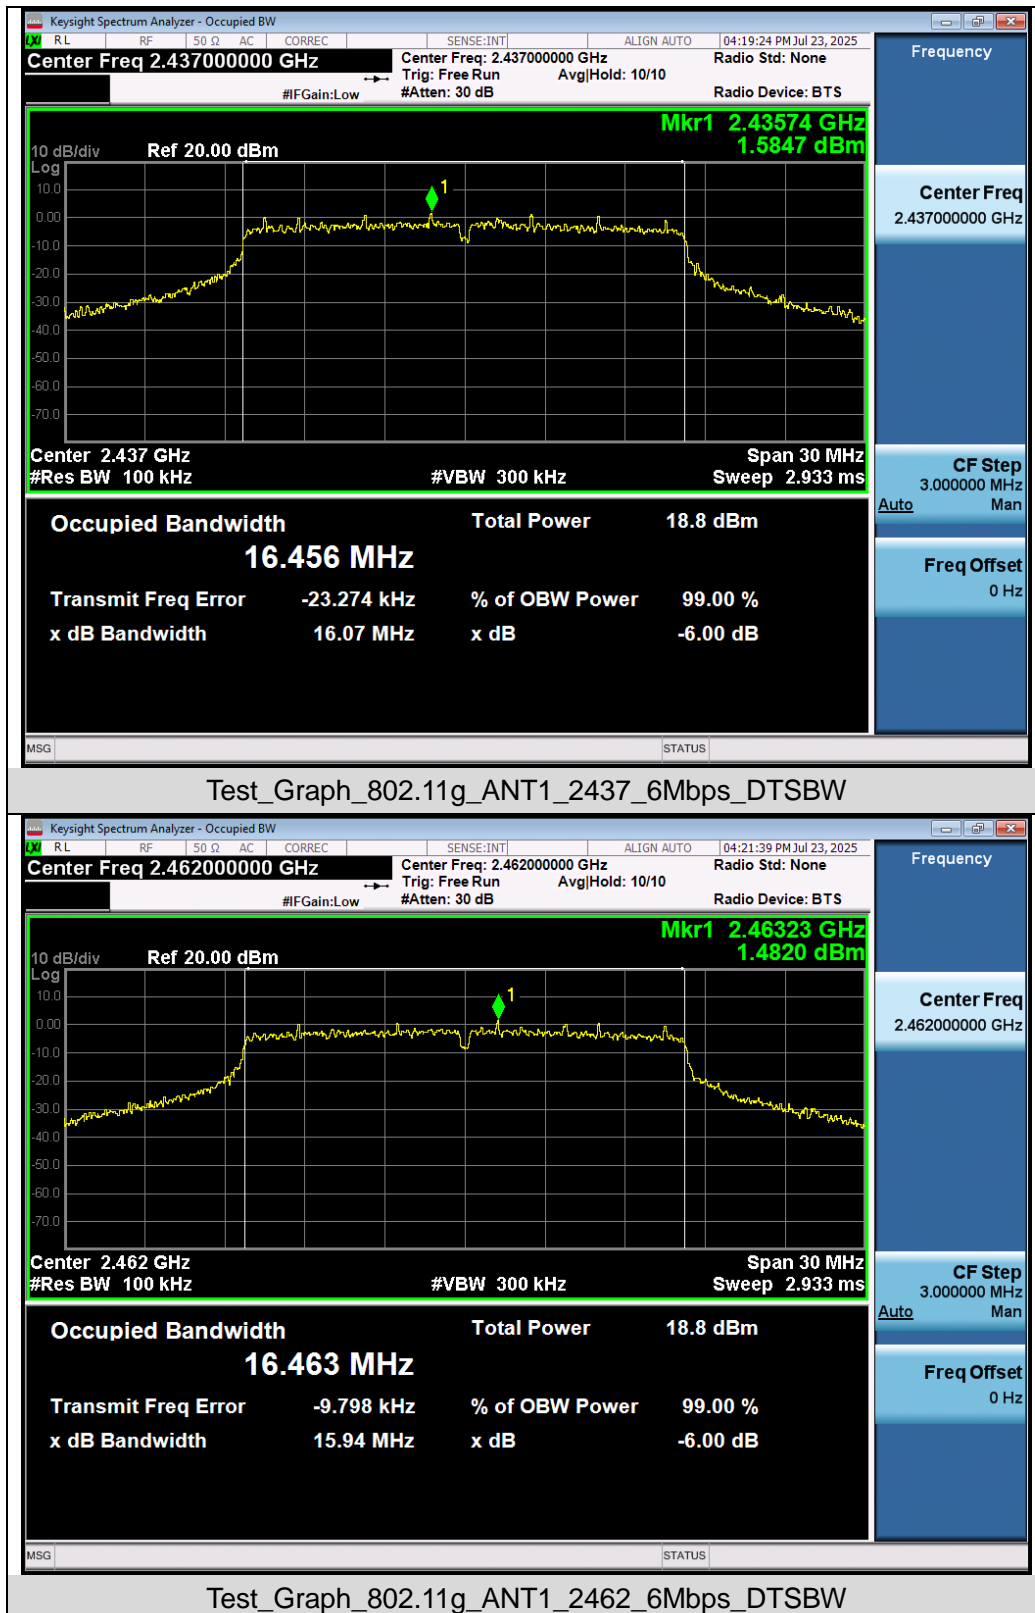 Keysight Spectrum Analyzer - Occupied BW
LXI RL RF 50 Ω AC CORREC SENSE:INT ALIGN AUTO 04:19:24 PM Jul 23, 2025
Center Freq 2.437000000 GHz
Center Freq: 2.437000000 GHz Radio Std: None
Trig: Free Run Avg|Hold: 10/10
#IFGain:Low #Atten: 30 dB Radio Device: BTS
Frequency
Mkr1 2.43574 GHz
1.5847 dBm
10 dB/div Ref 20.00 dBm
Log
10.0
0.00
-10.0
-20.0
-30.0
-40.0
-50.0
-60.0
-70.0
1
Center 2.437 GHz Span 30 MHz
#Res BW 100 kHz #VBW 300 kHz Sweep 2.933 ms
Center Freq
2.437000000 GHz
CF Step
3.000000 MHz
Auto Man
Freq Offset
0 Hz
Occupied Bandwidth Total Power 18.8 dBm
16.456 MHz
Transmit Freq Error -23.274 kHz % of OBW Power 99.00 %
x dB Bandwidth 16.07 MHz x dB -6.00 dB
MSG STATUS
Test_Graph_802.11g_ANT1_2437_6Mbps_DTSBW
Keysight Spectrum Analyzer - Occupied BW
LXI RL RF 50 Ω AC CORREC SENSE:INT ALIGN AUTO 04:21:39 PM Jul 23, 2025
Center Freq 2.462000000 GHz
Center Freq: 2.462000000 GHz Radio Std: None
Trig: Free Run Avg|Hold: 10/10
#IFGain:Low #Atten: 30 dB Radio Device: BTS
Frequency
Mkr1 2.46323 GHz
1.4820 dBm
10 dB/div Ref 20.00 dBm
Log
10.0
0.00
-10.0
-20.0
-30.0
-40.0
-50.0
-60.0
-70.0
1
Center 2.462 GHz Span 30 MHz
#Res BW 100 kHz #VBW 300 kHz Sweep 2.933 ms
Center Freq
2.462000000 GHz
CF Step
3.000000 MHz
Auto Man
Freq Offset
0 Hz
Occupied Bandwidth Total Power 18.8 dBm
16.463 MHz
Transmit Freq Error -9.798 kHz % of OBW Power 99.00 %
x dB Bandwidth 15.94 MHz x dB -6.00 dB
MSG STATUS
Test_Graph_802.11g_ANT1_2462_6Mbps_DTSBW